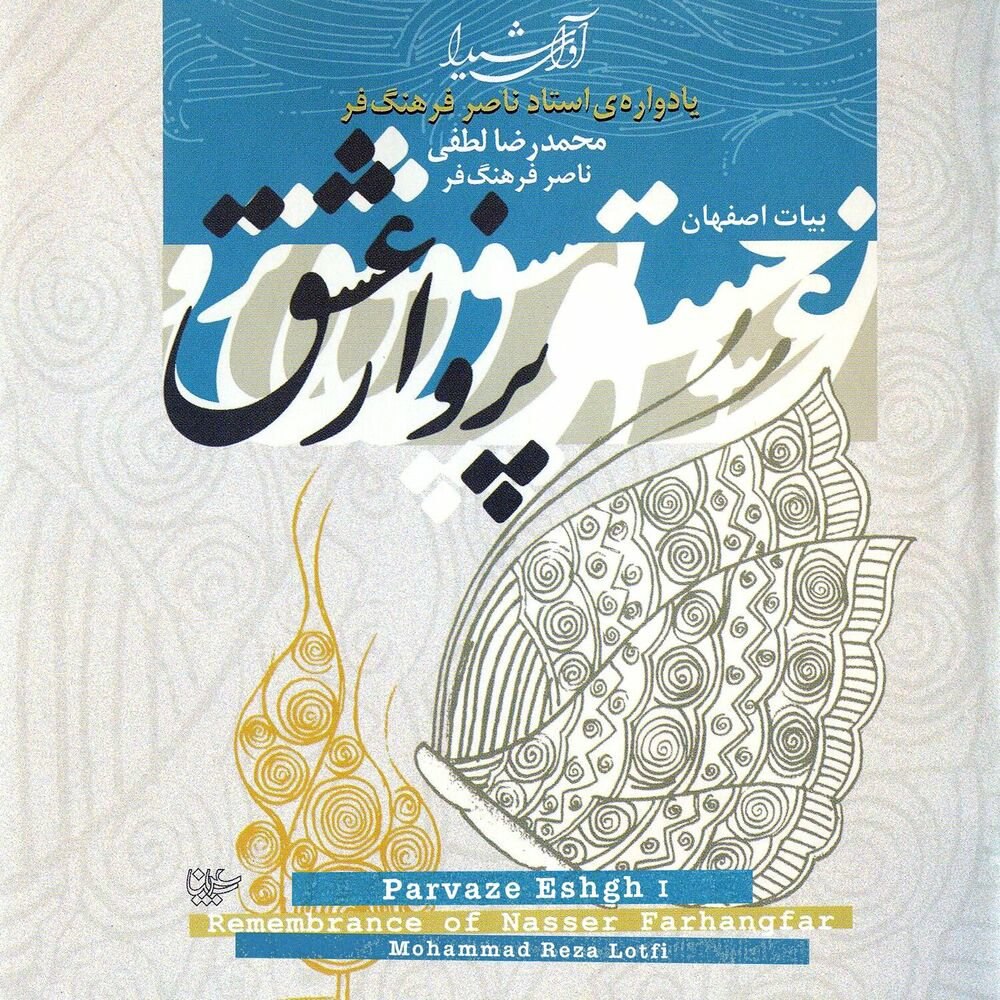 آوای شیدا
یادواره‌ی استاد ناصر فرهنگ‌فر
محمدرضا لطفی
ناصر فرهنگ‌فر
بیات اصفهان
پرواز عشق
Parvaze Eshgh I
Remembrance of Nasser Farhangfar
Mohammad Reza Lotfi